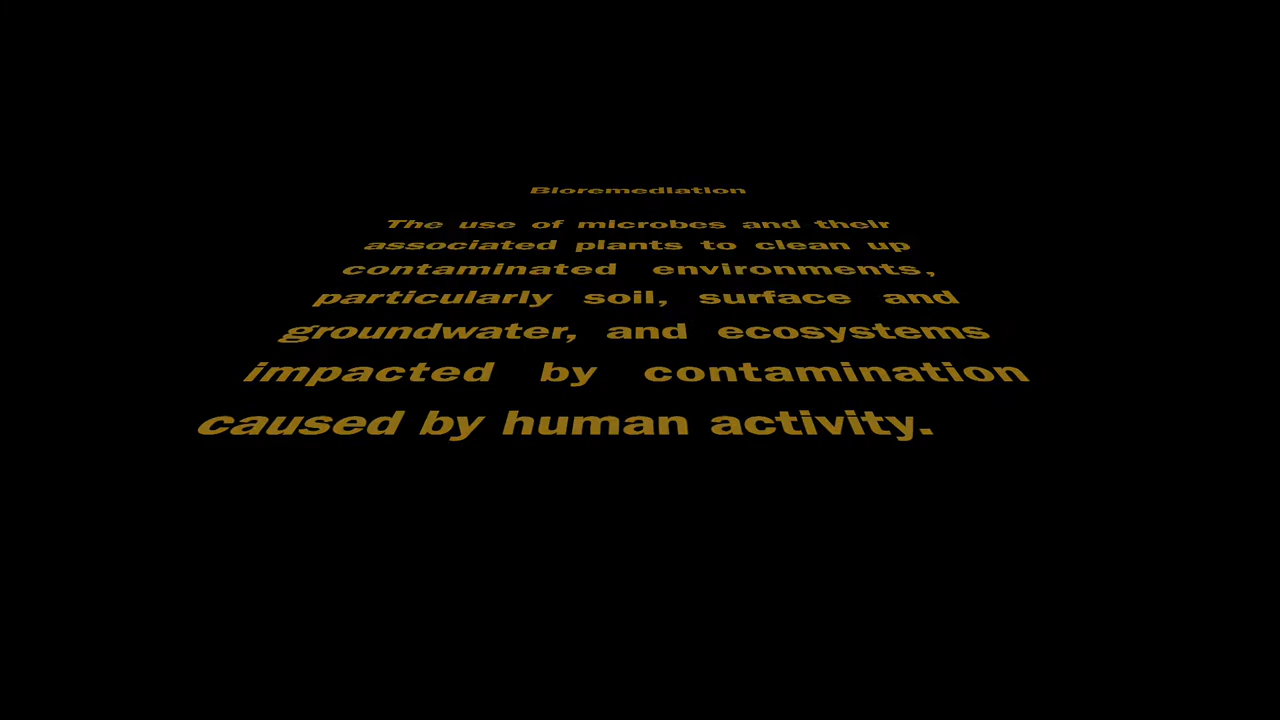 Bioremediation
The use of microbes and their
associated plants to clean up
contaminated environments,
particularly soil, surface and
groundwater, and ecosystems
impacted by contamination
caused by human activity.